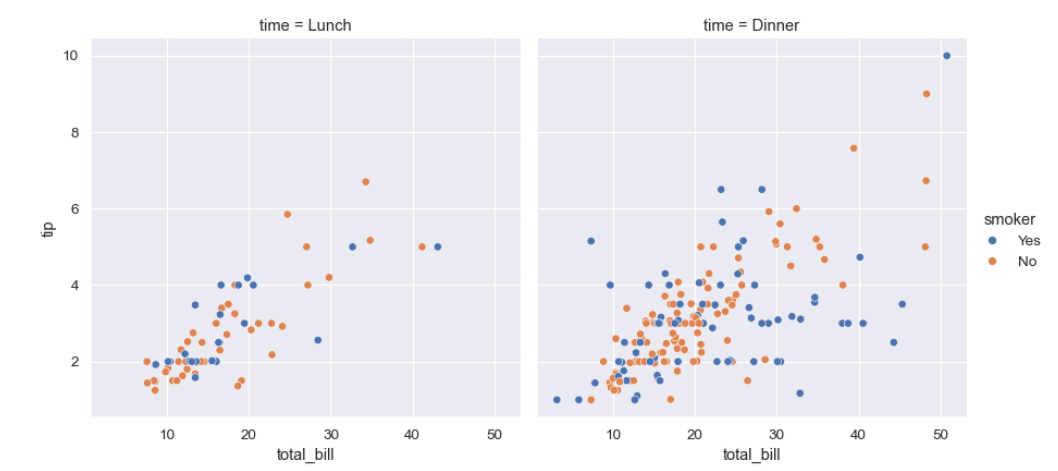 time = Lunch
time = Dinner
10
8
6
4
2
tip
10 20 30 40 50
10 20 30 40 50
total_bill
total_bill
smoker
Yes
No